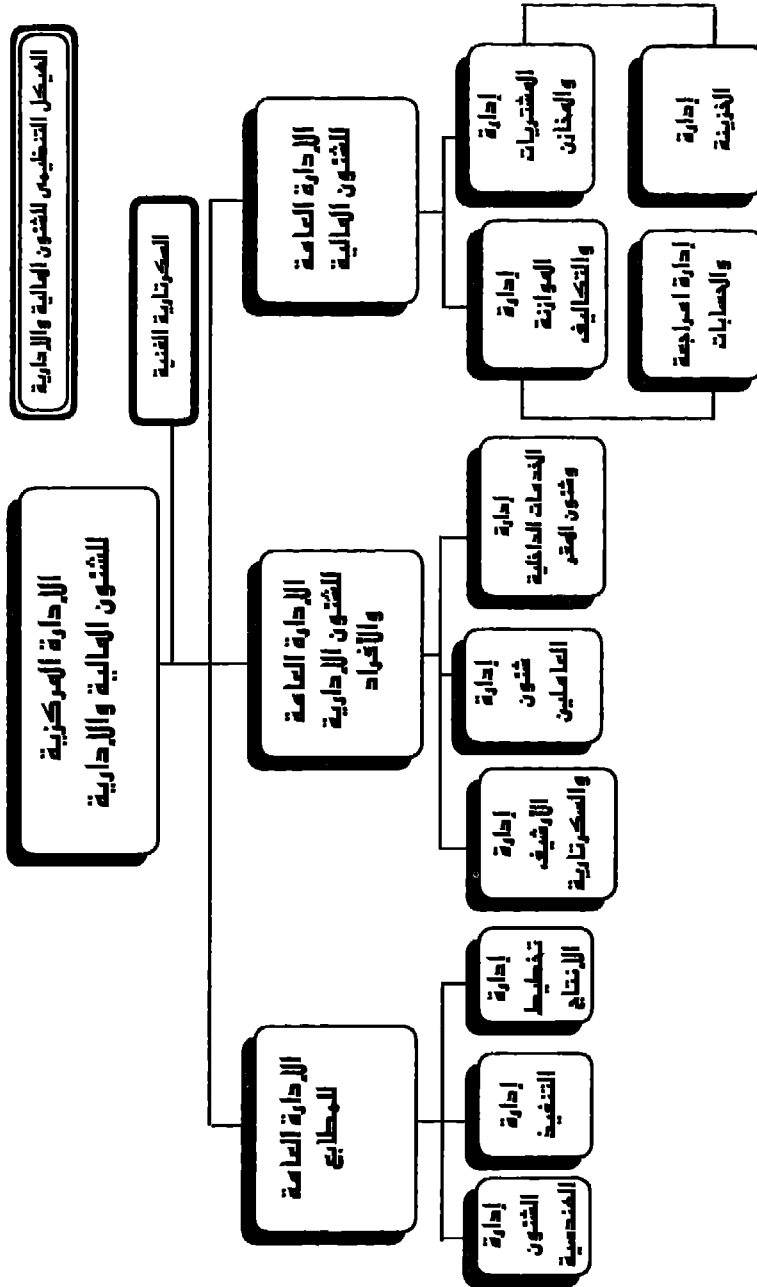 الهيكل التنظيمى للشئون المالية والإدارية
الإدارة المركزية
للشئون المالية والإدارية
السكرتارية الفنية
الإدارة العامة
للشئون المالية
الإدارة العامة
للشئون الإدارية
والأفراد
الإدارة العامة
للمطابع
إدارة
المشتريات
والمخازن
إدارة
الموازنة
والتكاليف
إدارة
الخزينة
إدارة امراجعة
والحسابات
إدارة
الخدمات الداخلية
وشئون المقر
إدارة
شئون
العاملين
إدارة
الأرشيف
والسكرتارية
إدارة
تخطيط
الإنتاج
إدارة
التنفيذ
إدارة
الشئون
الهندسية